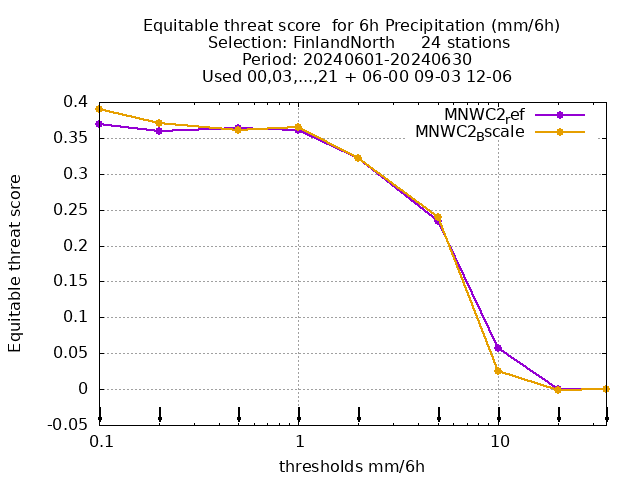 Equitable threat score  for 6h Precipitation (mm/6h)
Selection: FinlandNorth     24 stations
Period: 20240601-20240630
Used 00,03,...,21 + 06-00 09-03 12-06
MNWC2_ref
MNWC2_Bscale
0.4
0.35
0.3
0.25
0.2
0.15
0.1
0.05
0
-0.05
0.1
1
10
Equitable threat score
thresholds mm/6h